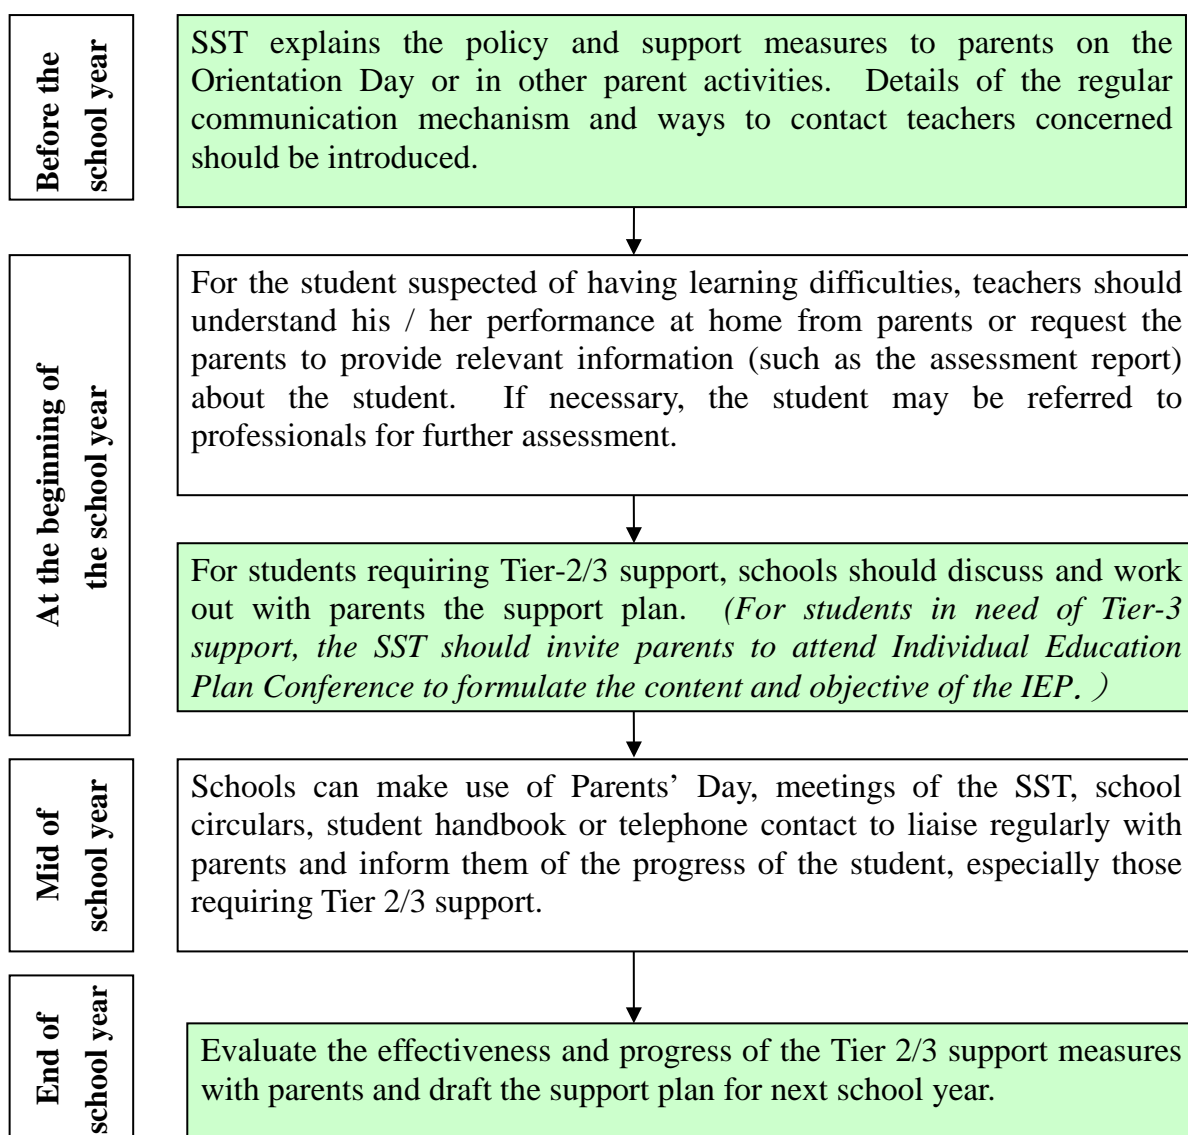 Before the
school year
SST explains the policy and support measures to parents on the
Orientation Day or in other parent activities. Details of the regular
communication mechanism and ways to contact teachers concerned
should be introduced.
At the beginning of
the school year
For the student suspected of having learning difficulties, teachers should
understand his / her performance at home from parents or request the
parents to provide relevant information (such as the assessment report)
about the student. If necessary, the student may be referred to
professionals for further assessment.
For students requiring Tier-2/3 support, schools should discuss and work
out with parents the support plan. (For students in need of Tier-3
support, the SST should invite parents to attend Individual Education
Plan Conference to formulate the content and objective of the IEP. ）
Mid of
school year
Schools can make use of Parents’ Day, meetings of the SST, school
circulars, student handbook or telephone contact to liaise regularly with
parents and inform them of the progress of the student, especially those
requiring Tier 2/3 support.
End of
school year
Evaluate the effectiveness and progress of the Tier 2/3 support measures
with parents and draft the support plan for next school year.